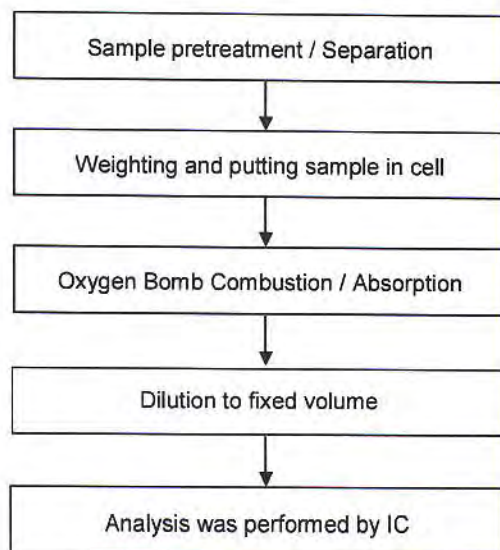 Sample pretreatment / Separation
Weighting and putting sample in cell
Oxygen Bomb Combustion / Absorption
Dilution to fixed volume
Analysis was performed by IC